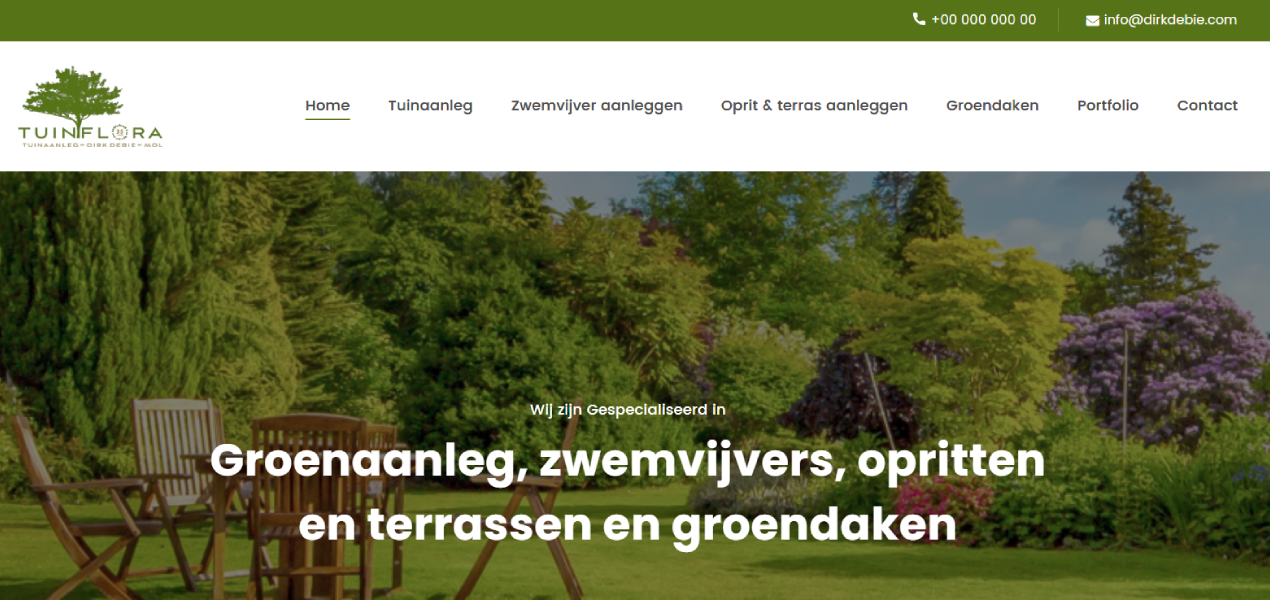 +00 000 000 00 info@dirkdebie.com
TUINFLORA
TUINAANLEG - DIRK DEBIE - MOL
Home Tuinaanleg Zwemvijver aanleggen Oprit & terras aanleggen Groendaken Portfolio Contact
Wij zijn Gespecialiseerd in
Groenaanleg, zwemvijvers, opritten
en terrassen en groendaken